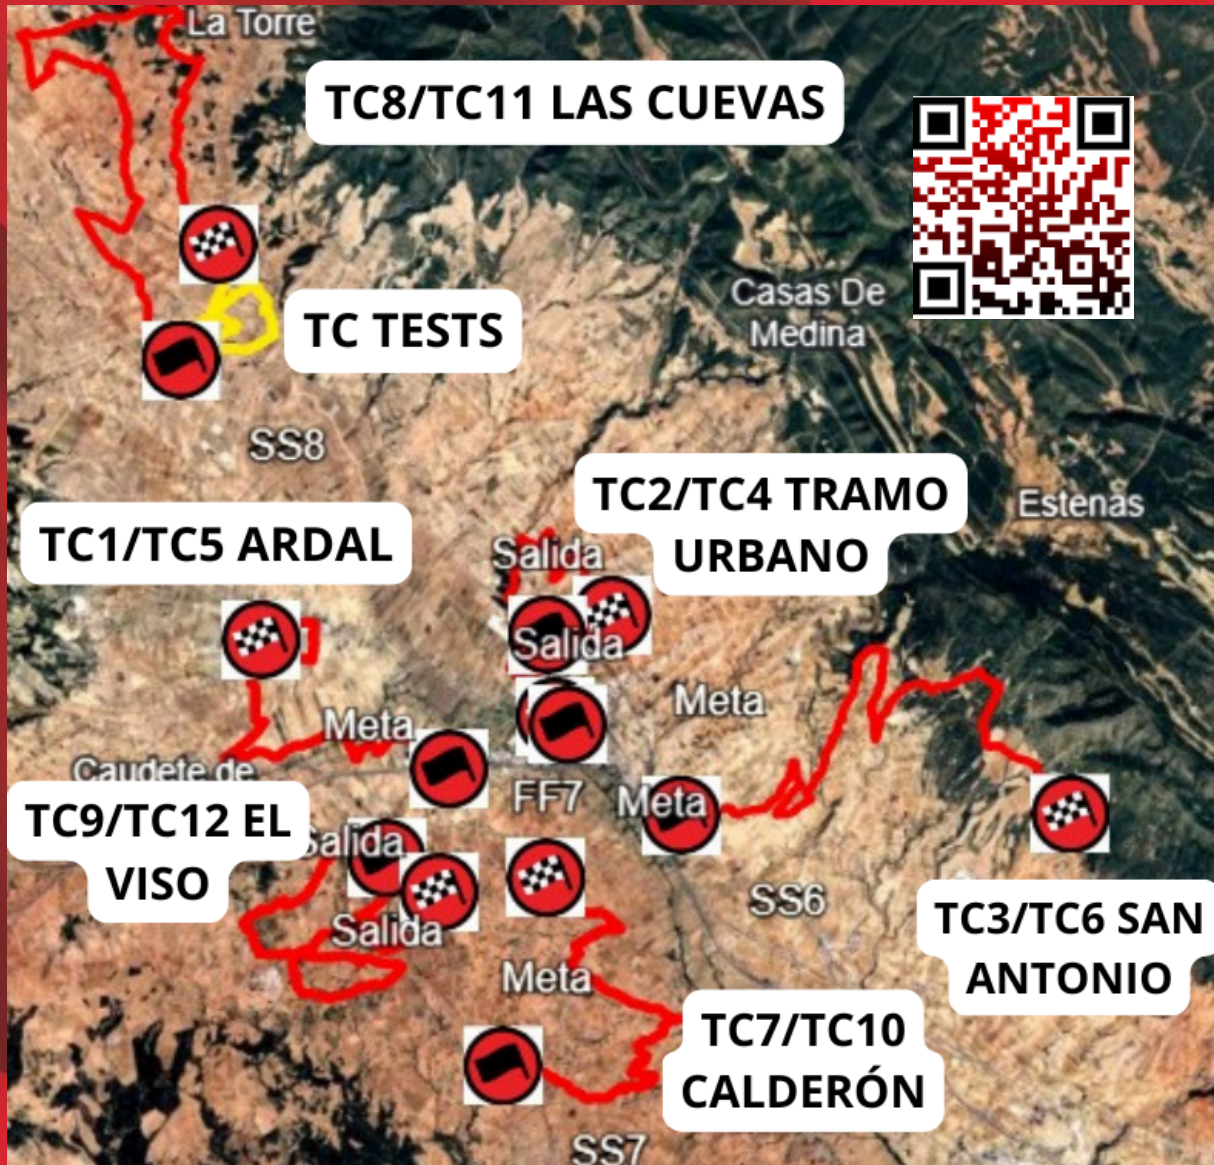 La Torre
TC8/TC11 LAS CUEVAS
Casas De
Medina
TC TESTS
SS8
TC2/TC4 TRAMO
URBANO
Estenas
TC1/TC5 ARDAL
Salida
Salida
Meta
Meta
Caudete de
FF7
Meta
TC9/TC12 EL
VISO
Salida
SS6
Salida
TC3/TC6 SAN
ANTONIO
Meta
TC7/TC10
CALDERÓN
SS7